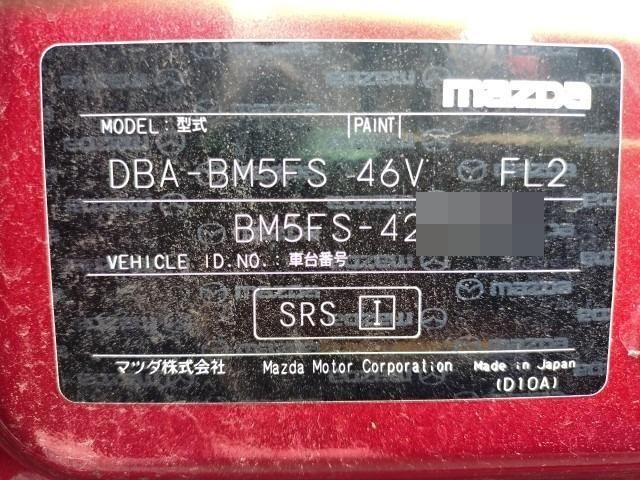 mazda
MODEL：型式 PAINT
DBA-BM5FS 46V FL2
BM5FS-42
VEHICLE ID.NO.：車台番号
SRS I
マツダ株式会社 Mazda Motor Corporation Made in Japan
(D10A)